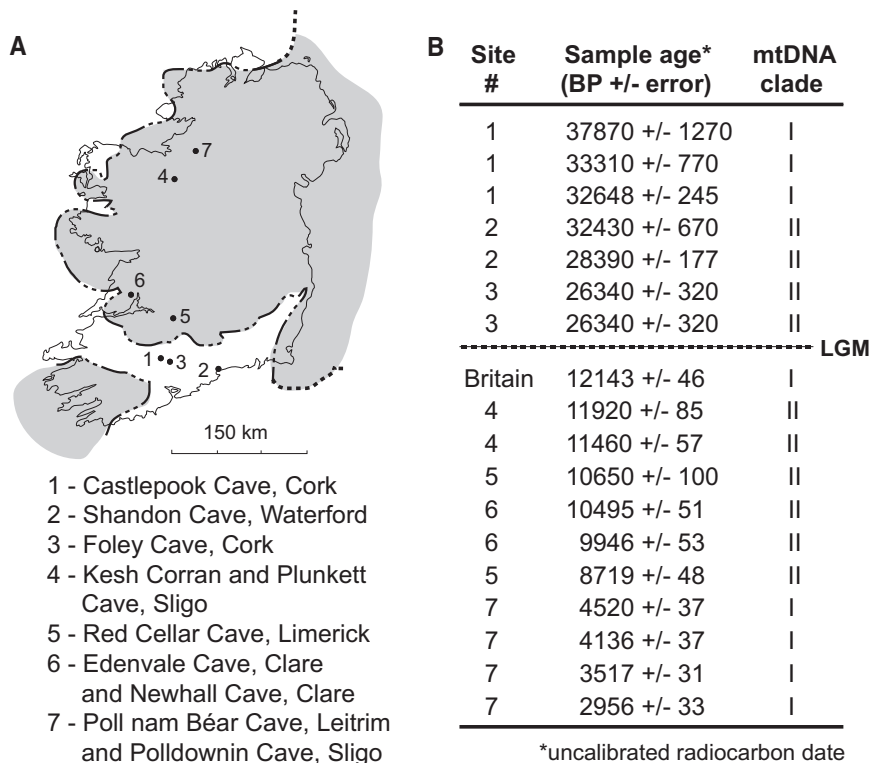 A
7
4
6
5
1
3
2
150 km
1 - Castlepook Cave, Cork
2 - Shandon Cave, Waterford
3 - Foley Cave, Cork
4 - Kesh Corran and Plunkett
Cave, Sligo
5 - Red Cellar Cave, Limerick
6 - Edenvale Cave, Clare
and Newhall Cave, Clare
7 - Poll nam Béar Cave, Leitrim
and Polldownin Cave, Sligo
B
Site Sample age* mtDNA
# (BP +/- error) clade
1 37870 +/- 1270 I
1 33310 +/- 770 I
1 32648 +/- 245 I
2 32430 +/- 670 II
2 28390 +/- 177 II
3 26340 +/- 320 II
3 26340 +/- 320 II
LGM
Britain 12143 +/- 46 I
4 11920 +/- 85 II
4 11460 +/- 57 II
5 10650 +/- 100 II
6 10495 +/- 51 II
6 9946 +/- 53 II
5 8719 +/- 48 II
7 4520 +/- 37 I
7 4136 +/- 37 I
7 3517 +/- 31 I
7 2956 +/- 33 I
*uncalibrated radiocarbon date